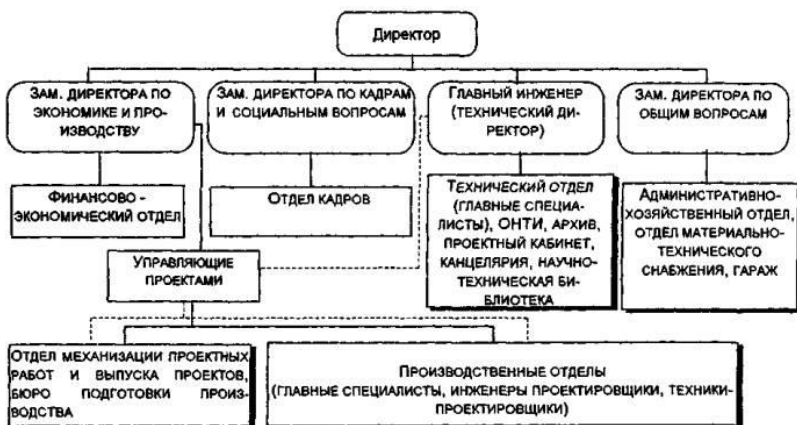 Директор
ЗАМ. ДИРЕКТОРА ПО
ЭКОНОМИКЕ И ПРО-
ИЗВОДСТВУ
ЗАМ. ДИРЕКТОРА ПО КАДРАМ
И СОЦИАЛЬНЫМ ВОПРОСАМ
ГЛАВНЫЙ ИНЖЕНЕР
(ТЕХНИЧЕСКИЙ ДИ-
РЕКТОР)
ЗАМ. ДИРЕКТОРА ПО
ОБЩИМ ВОПРОСАМ
ФИНАНСОВО -
ЭКОНОМИЧЕСКИЙ ОТДЕЛ
ОТДЕЛ КАДРОВ
ТЕХНИЧЕСКИЙ ОТДЕЛ
(ГЛАВНЫЕ СПЕЦИА-
ЛИСТЫ), ОНТИ, АРХИВ,
ПРОЕКТНЫЙ КАБИНЕТ,
КАНЦЕЛЯРИЯ, НАУЧНО-
ТЕХНИЧЕСКАЯ БИ-
БЛИОТЕКА
АДМИНИСТРАТИВНО-
ХОЗЯЙСТВЕННЫЙ ОТДЕЛ,
ОТДЕЛ МАТЕРИАЛЬНО-
ТЕХНИЧЕСКОГО
СНАБЖЕНИЯ, ГАРАЖ
УПРАВЛЯЮЩИЕ
ПРОЕКТАМИ
ОТДЕЛ МЕХАНИЗАЦИИ ПРОЕКТНЫХ
РАБОТ И ВЫПУСКА ПРОЕКТОВ,
БЮРО ПОДГОТОВКИ ПРОИЗ-
ВОДСТВА
ПРОИЗВОДСТВЕННЫЕ ОТДЕЛЫ
(ГЛАВНЫЕ СПЕЦИАЛИСТЫ, ИНЖЕНЕРЫ ПРОЕКТИРОВЩИКИ, ТЕХНИКИ-
ПРОЕКТИРОВЩИКИ)